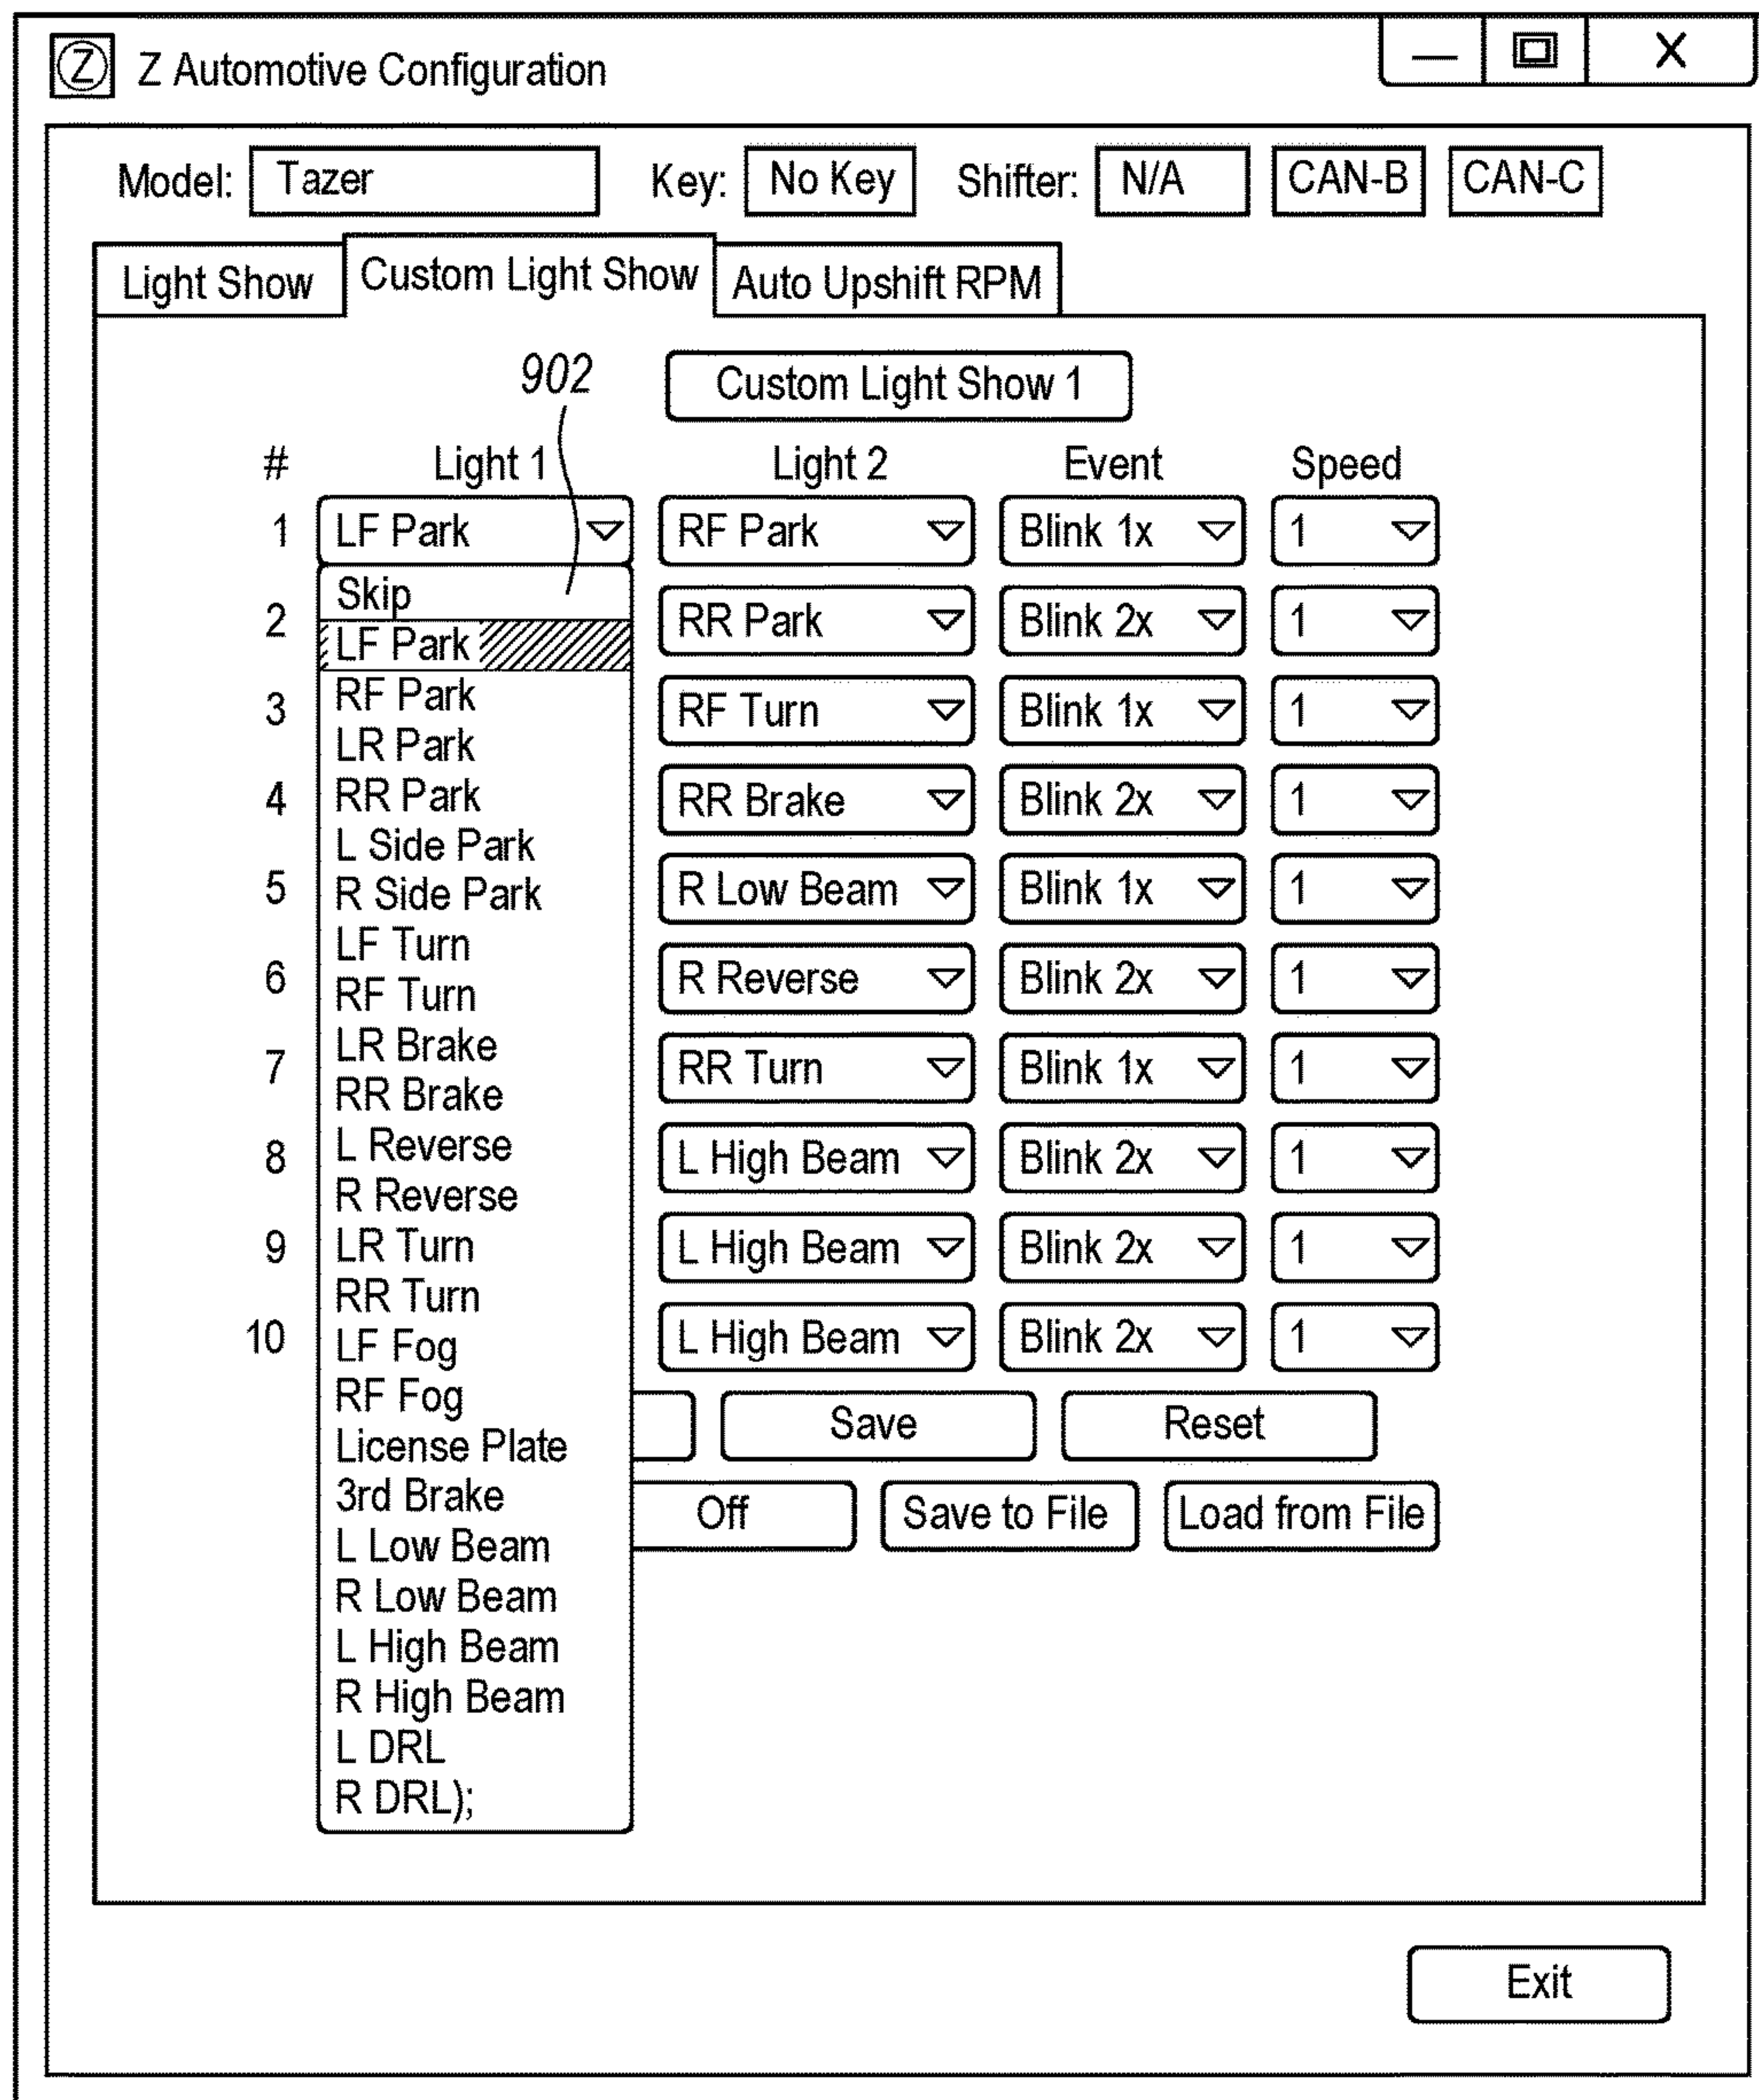 Z Z Automotive Configuration — X
Model: Tazer Key: No Key Shifter: N/A CAN-B CAN-C
Light Show Custom Light Show Auto Upshift RPM
902 Custom Light Show 1
# Light 1 Light 2 Event Speed
1 LF Park RF Park Blink 1x 1
Skip
2 RR Park Blink 2x 1
LF Park
RF Park
3 RF Turn Blink 1x 1
LR Park
RR Park
4 RR Brake Blink 2x 1
L Side Park
R Side Park
5 R Low Beam Blink 1x 1
LF Turn
RF Turn
6 R Reverse Blink 2x 1
LR Brake
RR Brake
7 RR Turn Blink 1x 1
L Reverse
R Reverse
8 L High Beam Blink 2x 1
LR Turn
RR Turn
9 L High Beam Blink 2x 1
LF Fog
RF Fog
10 L High Beam Blink 2x 1
License Plate
3rd Brake
Save Reset
L Low Beam
R Low Beam
Off Save to File Load from File
L High Beam
R High Beam
L DRL
R DRL);
Exit